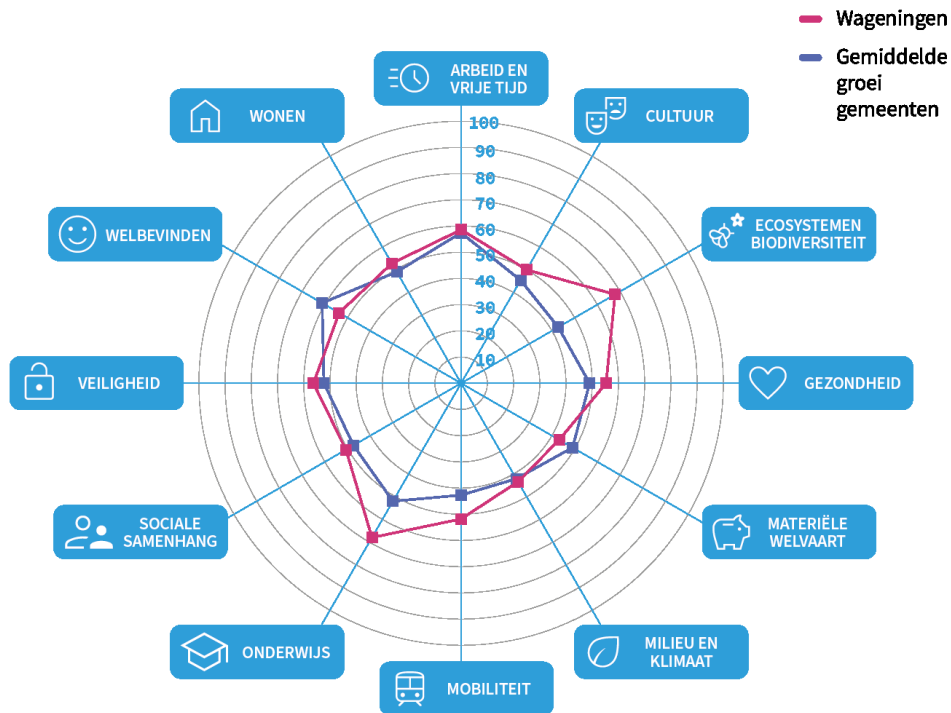 Wageningen
Gemiddelde
groei
gemeenten
ARBEID EN
VRIJE TIJD
CULTUUR
ECOSYSTEMEN
BIODIVERSITEIT
GEZONDHEID
MATERIËLE
WELVAART
MILIEU EN
KLIMAAT
MOBILITEIT
ONDERWIJS
SOCIALE
SAMENHANG
VEILIGHEID
WELBEVINDEN
WONEN
100
90
80
70
60
50
40
30
20
10